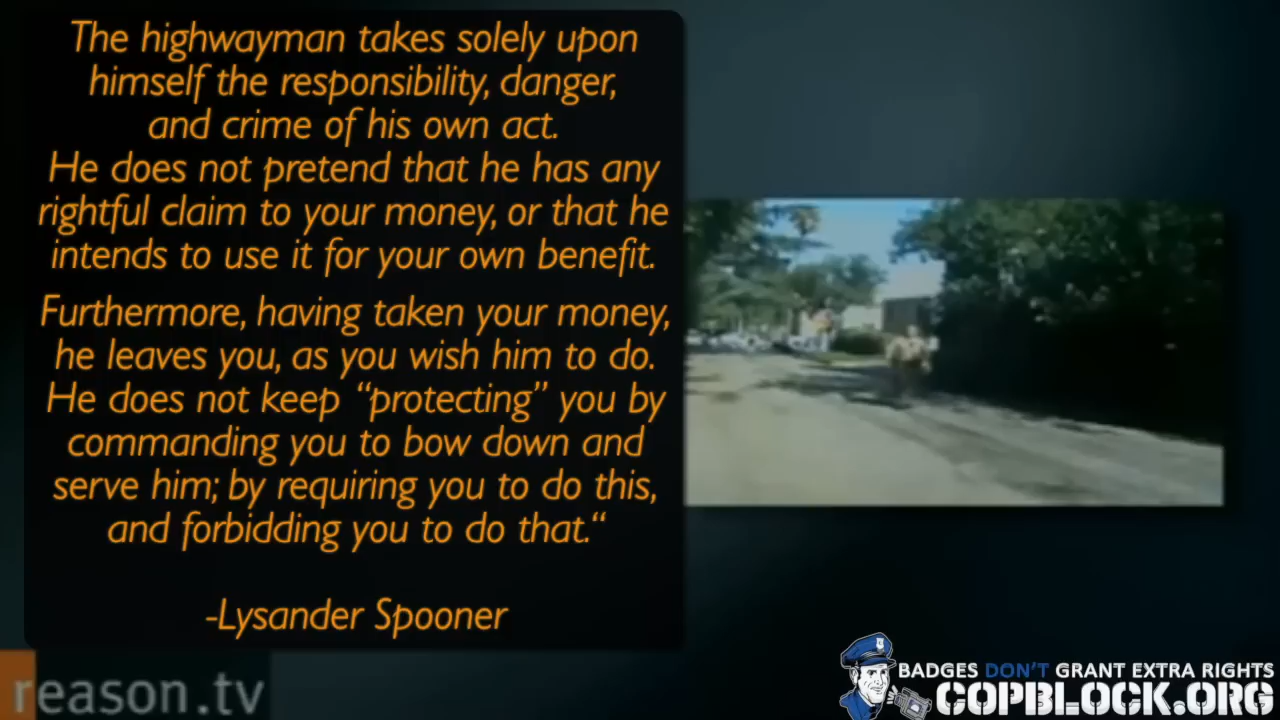 The highwayman takes solely upon
himself the responsibility, danger,
and crime of his own act.
He does not pretend that he has any
rightful claim to your money, or that he
intends to use it for your own benefit.
Furthermore, having taken your money,
he leaves you, as you wish him to do.
He does not keep “protecting” you by
commanding you to bow down and
serve him; by requiring you to do this,
and forbidding you to do that.“
-Lysander Spooner
reason.tv
BADGES DON'T GRANT EXTRA RIGHTS
COPBLOCK.ORG